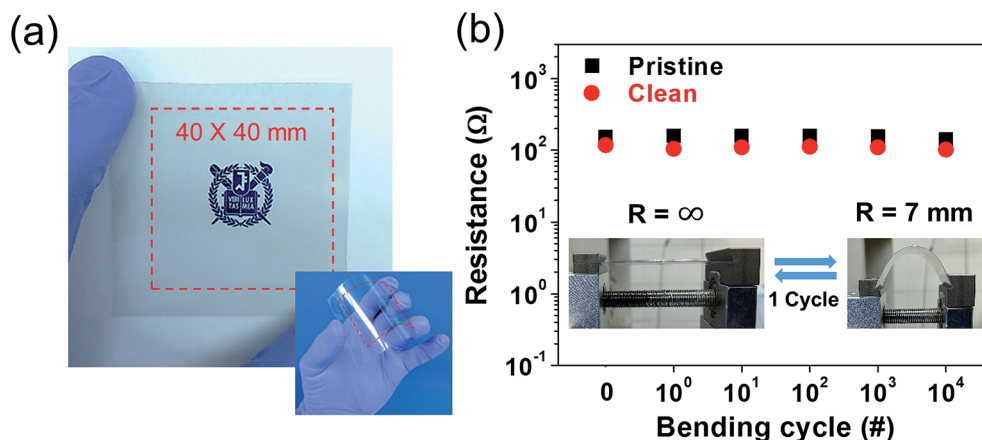 (a)
40 X 40 mm
VERI LUX
TAS MEA
(b)
Resistance (Ω)
10³
10²
10¹
10⁰
10⁻¹
Pristine
Clean
R = ∞
R = 7 mm
1 Cycle
0 10⁰ 10¹ 10² 10³ 10⁴
Bending cycle (#)